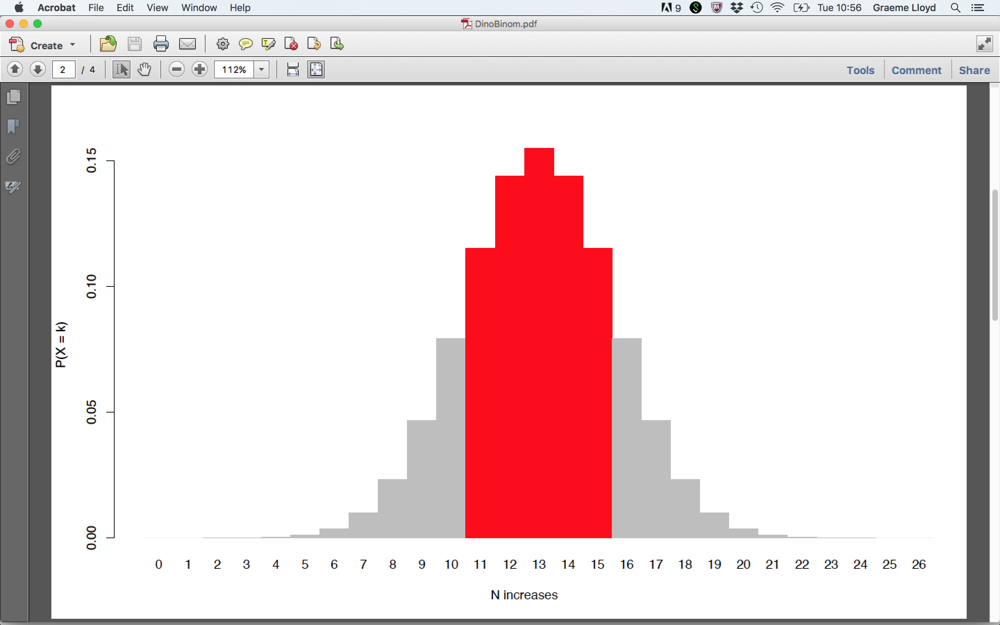 Acrobat File Edit View Window Help 9 Tue 10:56 Graeme Lloyd
DinoBinom.pdf
Create
2 / 4 112% Tools Comment Share
0.15
0.10
0.05
0.00
P(X = k)
0 1 2 3 4 5 6 7 8 9 10 11 12 13 14 15 16 17 18 19 20 21 22 23 24 25 26
N increases